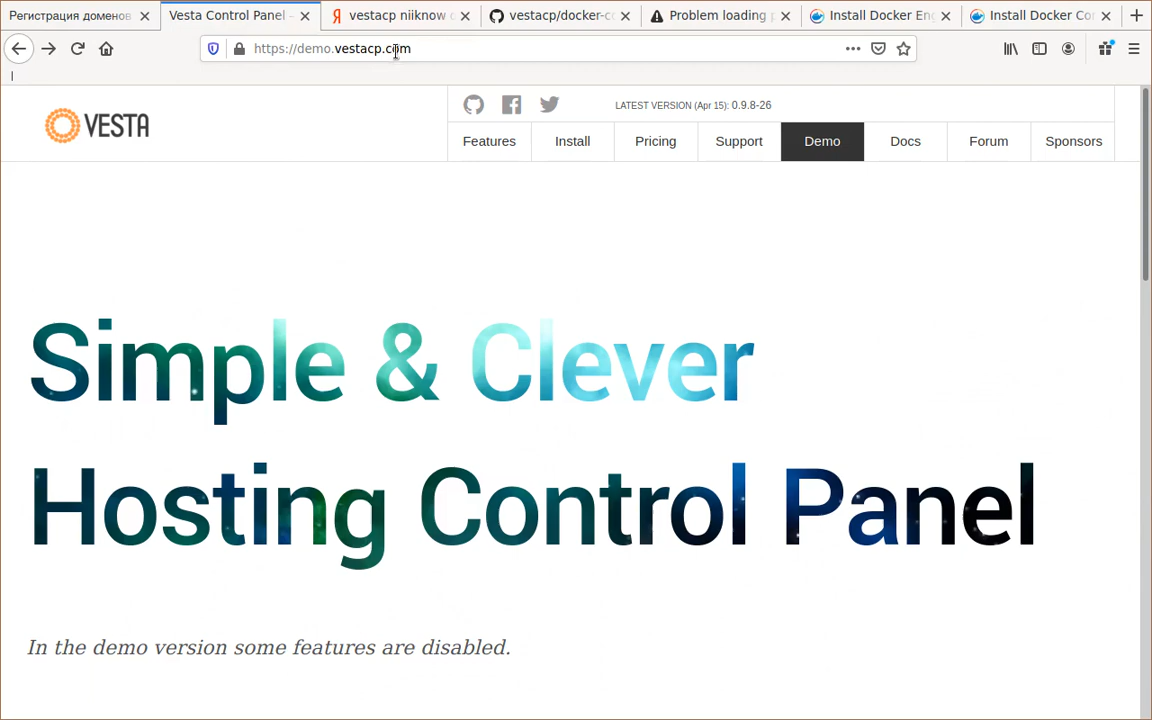 Регистрация доменов
Vesta Control Panel -
vestacp niiknow
vestacp/docker-c
Problem loading
Install Docker En
Install Docker Co
https://demo.vestacp.com
VESTA
LATEST VERSION (Apr 15): 0.9.8-26
Features
Install
Pricing
Support
Demo
Docs
Forum
Sponsors
Simple & Clever
Hosting Control Panel
In the demo version some features are disabled.